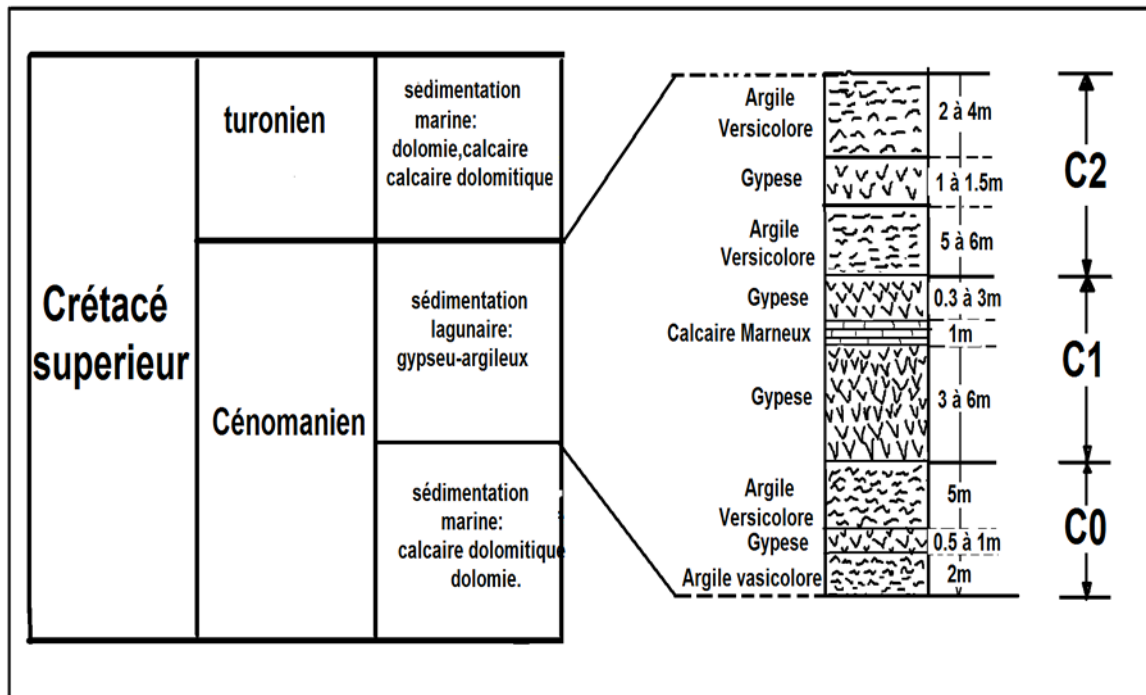 Crétacé
superieur
turonien
sédimentation
marine:
dolomie,calcaire
calcaire dolomitique
Cénomanien
sédimentation
lagunaire:
gypseu-argileux
sédimentation
marine:
calcaire dolomitique
dolomie.
Argile
Versicolore
2 à 4m
Gypese
1 à 1.5m
Argile
Versicolore
5 à 6m
C2
Gypese
0.3 à 3m
Calcaire Marneux
1m
Gypese
3 à 6m
C1
Argile
Versicolore
5m
Gypese
0.5 à 1m
Argile vasicolore
2m
C0